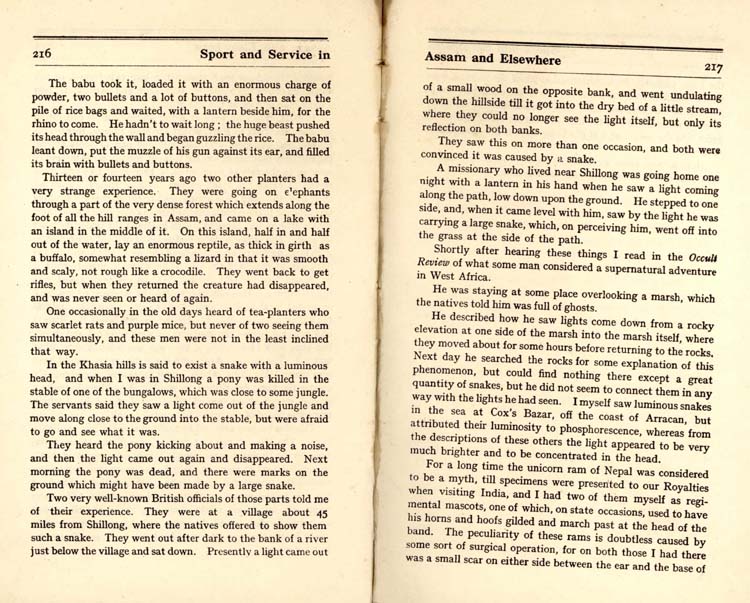 216 Sport and Service in
The babu took it, loaded it with an enormous charge of
powder, two bullets and a lot of buttons, and then sat on the
pile of rice bags and waited, with a lantern beside him, for the
rhino to come. He hadn't to wait long ; the huge beast pushed
its head through the wall and began guzzling the rice. The babu
leant down, put the muzzle of his gun against its ear, and filled
its brain with bullets and buttons.
Thirteen or fourteen years ago two other planters had a
very strange experience. They were going on e'ephants
through a part of the very dense forest which extends along the
foot of all the hill ranges in Assam, and came on a lake with
an island in the middle of it. On this island, half in and half
out of the water, lay an enormous reptile, as thick in girth as
a buffalo, somewhat resembling a lizard in that it was smooth
and scaly, not rough like a crocodile. They went back to get
rifles, but when they returned the creature had disappeared,
and was never seen or heard of again.
One occasionally in the old days heard of tea-planters who
saw scarlet rats and purple mice, but never of two seeing them
simultaneously, and these men were not in the least inclined
that way.
In the Khasia hills is said to exist a snake with a luminous
head, and when I was in Shillong a pony was killed in the
stable of one of the bungalows, which was close to some jungle.
The servants said they saw a light come out of the jungle and
move along close to the ground into the stable, but were afraid
to go and see what it was.
They heard the pony kicking about and making a noise,
and then the light came out again and disappeared. Next
morning the pony was dead, and there were marks on the
ground which might have been made by a large snake.
Two very well-known British officials of those parts told me
of their experience. They were at a village about 45
miles from Shillong, where the natives offered to show them
such a snake. They went out after dark to the bank of a river
just below the village and sat down. Presently a light came out
Assam and Elsewhere 217
of a small wood on the opposite bank, and went undulating
down the hillside till it got into the dry bed of a little stream,
where they could no longer see the light itself, but only its
reflection on both banks.
They saw this on more than one occasion, and both were
convinced it was caused by a snake.
A missionary who lived near Shillong was going home one
night with a lantern in his hand when he saw a light coming
along the path, low down upon the ground. He stepped to one
side, and, when it came level with him, saw by the light he was
carrying a large snake, which, on perceiving him, went off into
the grass at the side of the path.
Shortly after hearing these things I read in the Occult
Review of what some man considered a supernatural adventure
in West Africa.
He was staying at some place overlooking a marsh, which
the natives told him was full of ghosts.
He described how he saw lights come down from a rocky
elevation at one side of the marsh into the marsh itself, where
they moved about for some hours before returning to the rocks.
Next day he searched the rocks for some explanation of this
phenomenon, but could find nothing there except a great
quantity of snakes, but he did not seem to connect them in any
way with the lights he had seen. I myself saw luminous snakes
in the sea at Cox's Bazar, off the coast of Arracan, but
attributed their luminosity to phosphorescence, whereas from
the descriptions of these others the light appeared to be very
much brighter and to be concentrated in the head.
For a long time the unicorn ram of Nepal was considered
to be a myth, till specimens were presented to our Royalties
when visiting India, and I had two of them myself as regi-
mental mascots, one of which, on state occasions, used to have
his horns and hoofs gilded and march past at the head of the
band. The peculiarity of these rams is doubtless caused by
some sort of surgical operation, for on both those I had there
was a small scar on either side between the ear and the base of